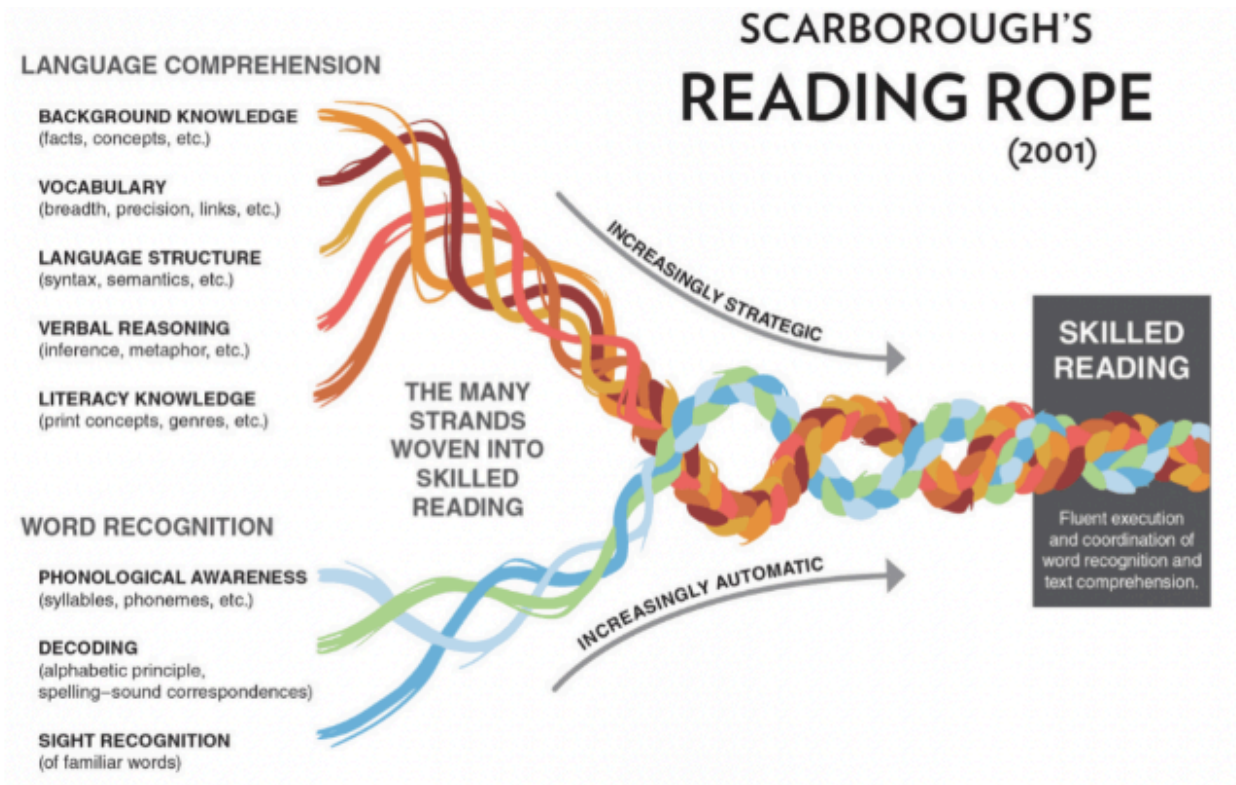 SCARBOROUGH'S
READING ROPE
(2001)
LANGUAGE COMPREHENSION
BACKGROUND KNOWLEDGE
(facts, concepts, etc.)
VOCABULARY
(breadth, precision, links, etc.)
LANGUAGE STRUCTURE
(syntax, semantics, etc.)
VERBAL REASONING
(inference, metaphor, etc.)
LITERACY KNOWLEDGE
(print concepts, genres, etc.)
THE MANY
STRANDS
WOVEN INTO
SKILLED
READING
WORD RECOGNITION
PHONOLOGICAL AWARENESS
(syllables, phonemes, etc.)
DECODING
(alphabetic principle,
spelling–sound correspondences)
SIGHT RECOGNITION
(of familiar words)
INCREASINGLY STRATEGIC
INCREASINGLY AUTOMATIC
SKILLED
READING
Fluent execution
and coordination of
word recognition and
text comprehension.